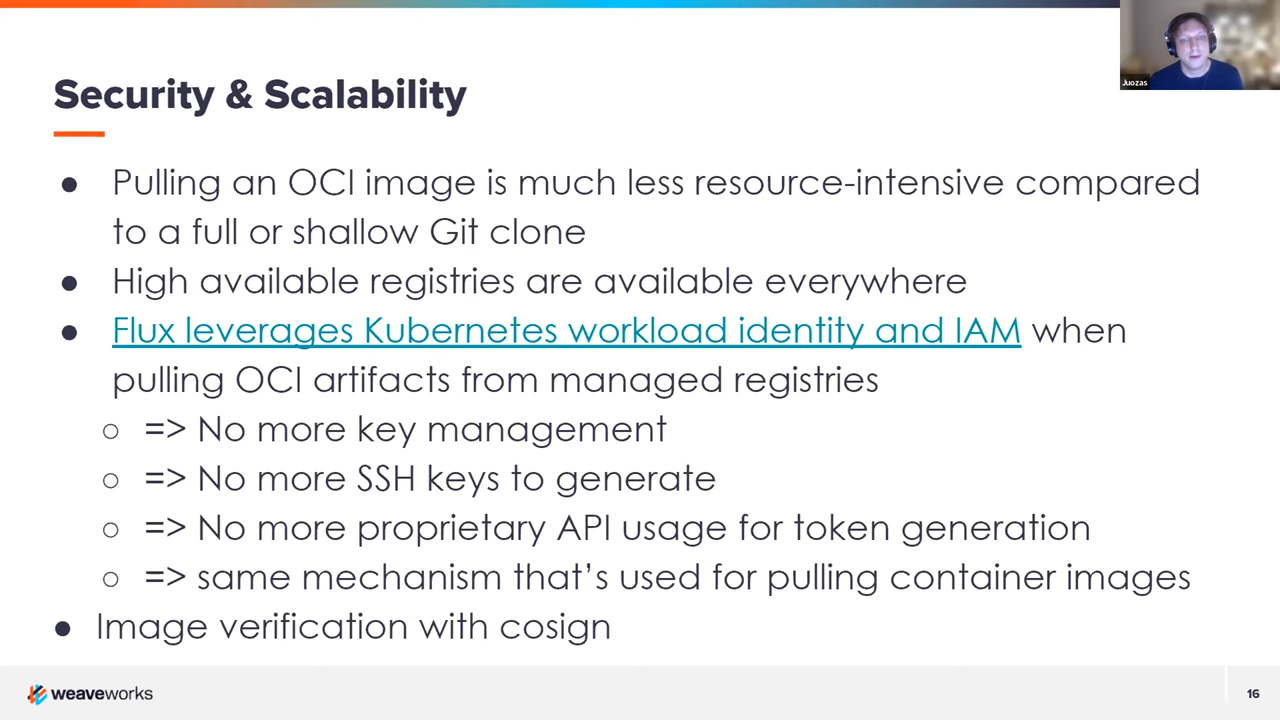 Juozas
Security & Scalability
● Pulling an OCI image is much less resource-intensive compared
to a full or shallow Git clone
● High available registries are available everywhere
● Flux leverages Kubernetes workload identity and IAM when
pulling OCI artifacts from managed registries
○ => No more key management
○ => No more SSH keys to generate
○ => No more proprietary API usage for token generation
○ => same mechanism that’s used for pulling container images
● Image verification with cosign
weaveworks
16